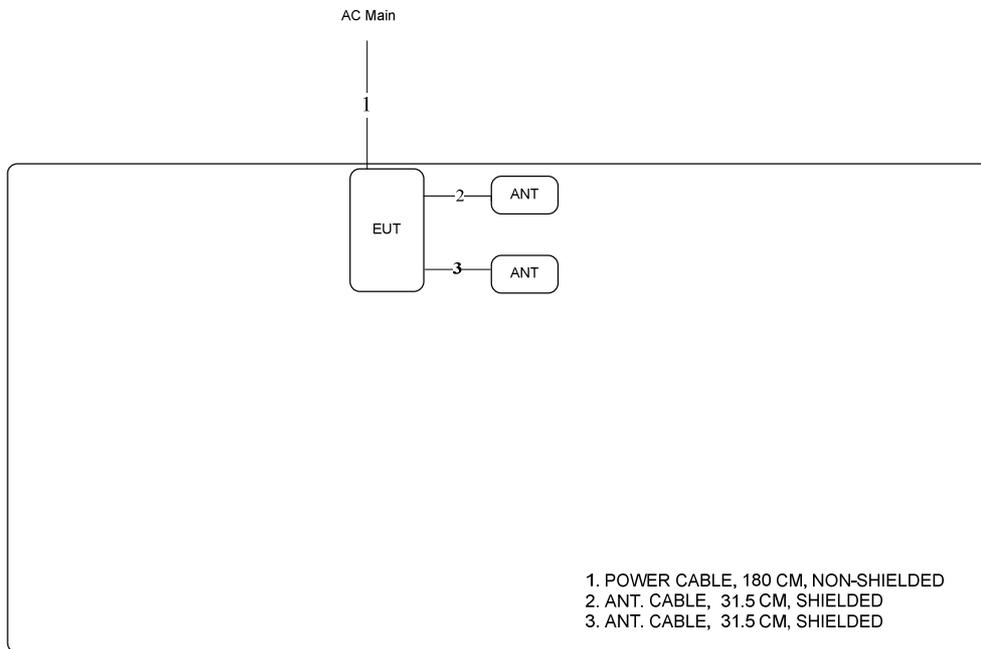 AC Main
1
2
ANT
EUT
3
ANT
1. POWER CABLE, 180 CM, NON-SHIELDED
2. ANT. CABLE, 31.5 CM, SHIELDED
3. ANT. CABLE, 31.5 CM, SHIELDED